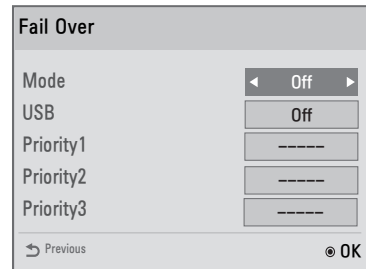 Fail Over
Mode ◄ Off ►
USB Off
Priority1 -----
Priority2 -----
Priority3 -----
Previous ◉ OK